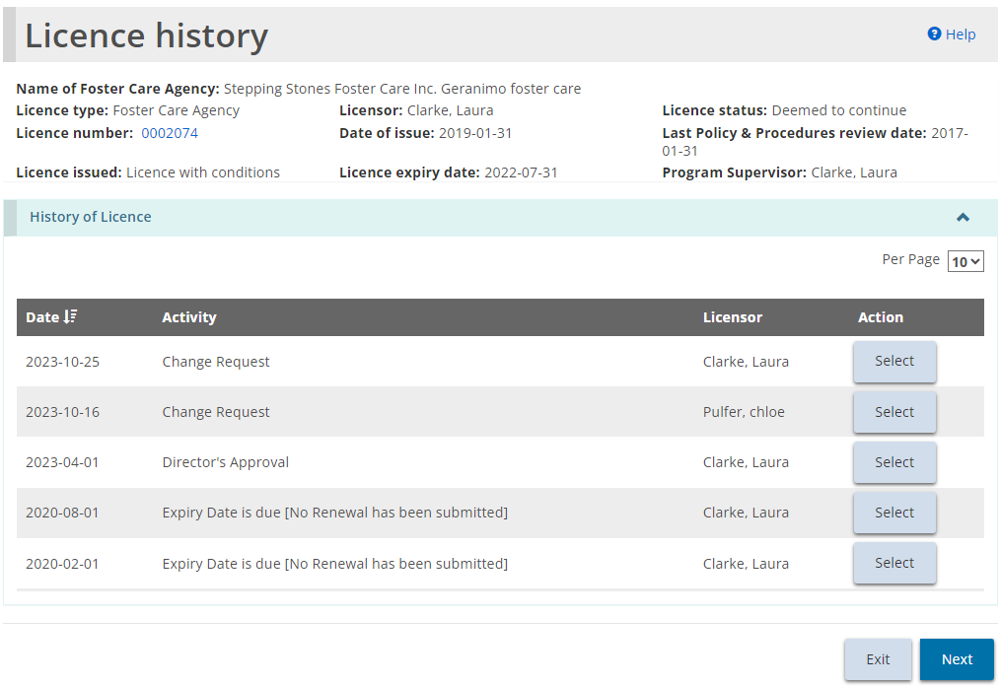 Licence history
Help
Name of Foster Care Agency: Stepping Stones Foster Care Inc. Geranimo foster care
Licence type: Foster Care Agency
Licensor: Clarke, Laura
Licence status: Deemed to continue
Licence number: 0002074
Date of issue: 2019-01-31
Last Policy & Procedures review date: 2017-
01-31
Licence issued: Licence with conditions
Licence expiry date: 2022-07-31
Program Supervisor: Clarke, Laura
History of Licence
Per Page 10
Date Activity Licensor Action
2023-10-25 Change Request Clarke, Laura Select
2023-10-16 Change Request Pulfer, chloe Select
2023-04-01 Director's Approval Clarke, Laura Select
2020-08-01 Expiry Date is due [No Renewal has been submitted] Clarke, Laura Select
2020-02-01 Expiry Date is due [No Renewal has been submitted] Clarke, Laura Select
Exit Next